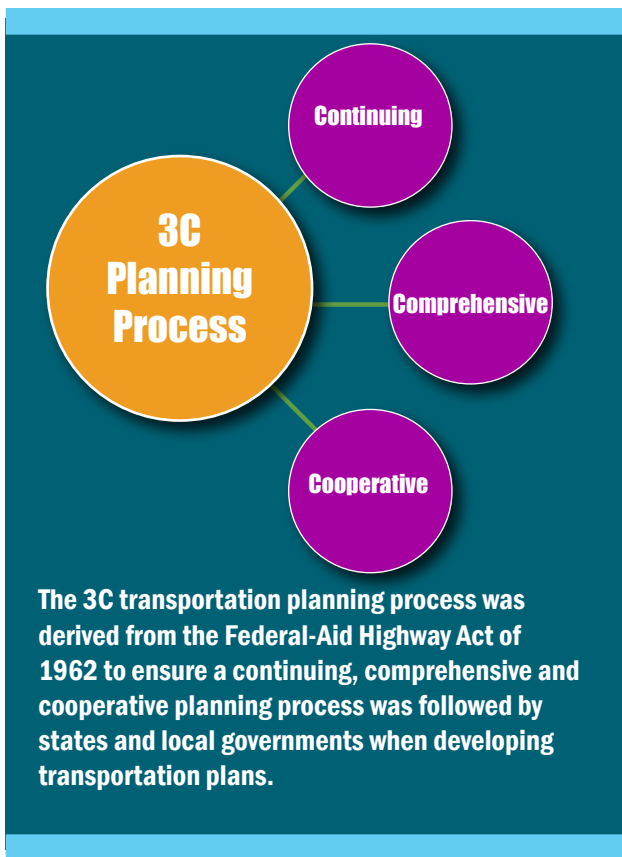 Continuing
3C
Planning
Process
Comprehensive
Cooperative
The 3C transportation planning process was
derived from the Federal-Aid Highway Act of
1962 to ensure a continuing, comprehensive and
cooperative planning process was followed by
states and local governments when developing
transportation plans.